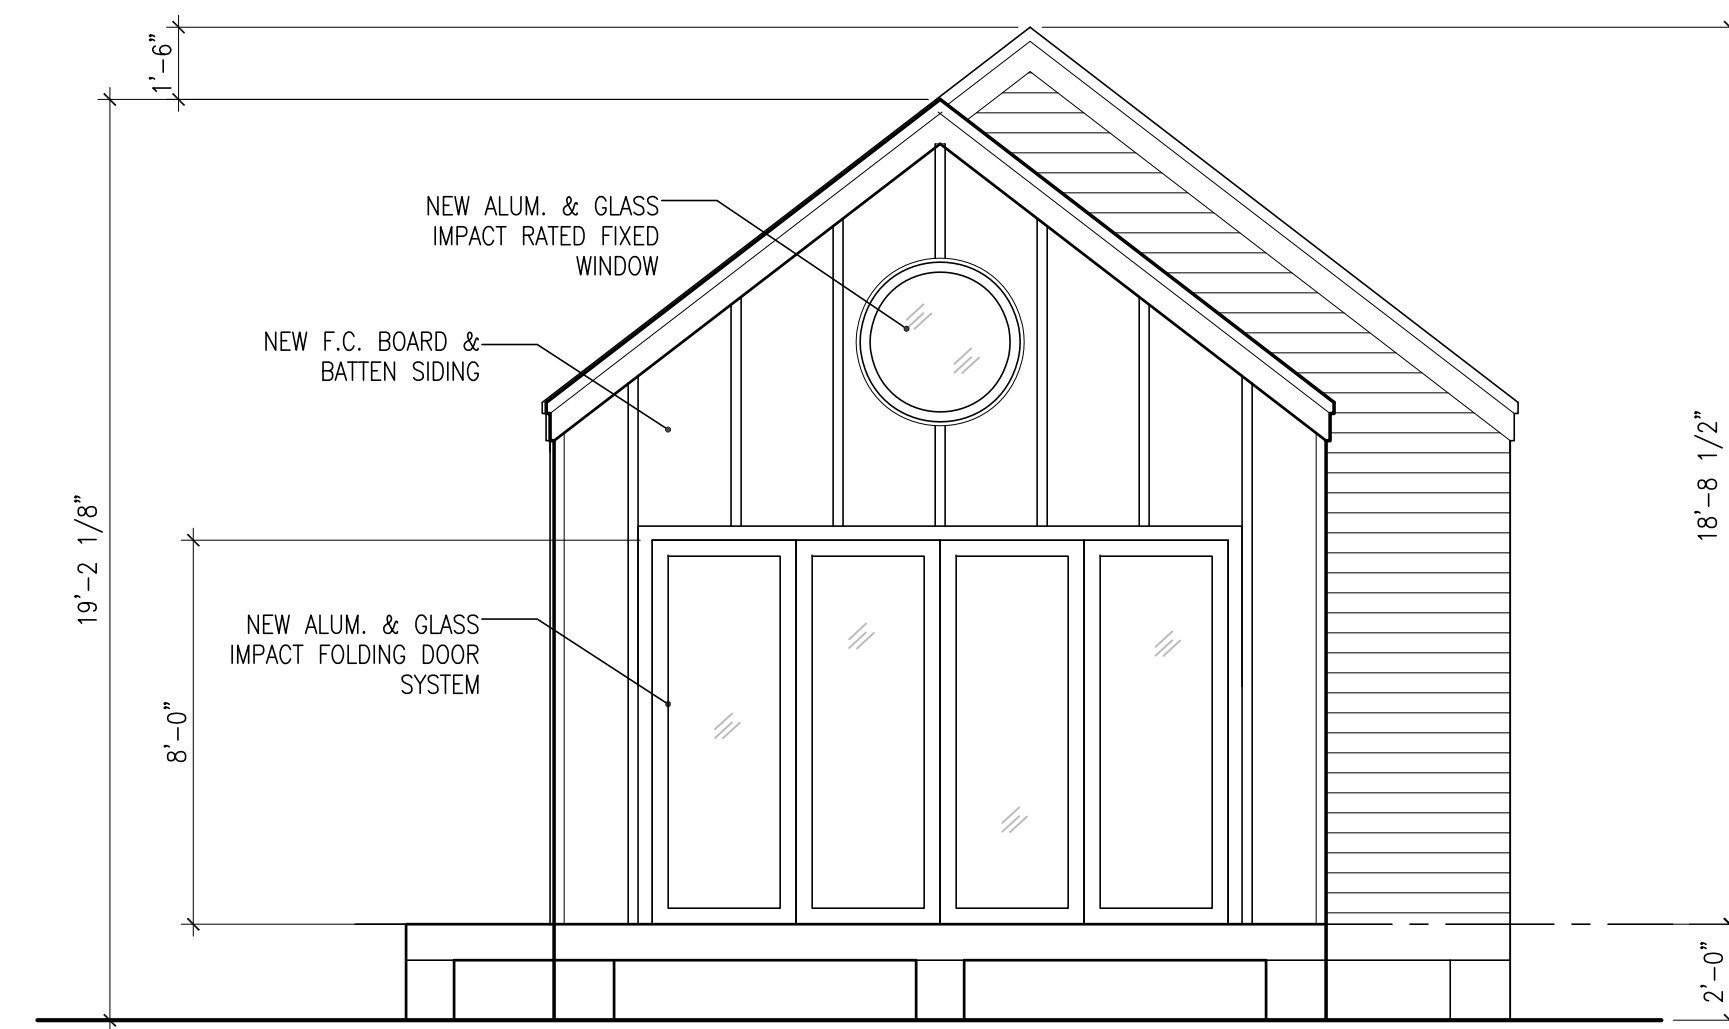 1'-6"
NEW ALUM. & GLASS
IMPACT RATED FIXED
WINDOW
NEW F.C. BOARD &
BATTEN SIDING
18'-8 1/2"
19'-2 1/8"
NEW ALUM. & GLASS
IMPACT FOLDING DOOR
SYSTEM
8'-0"
2'-0"